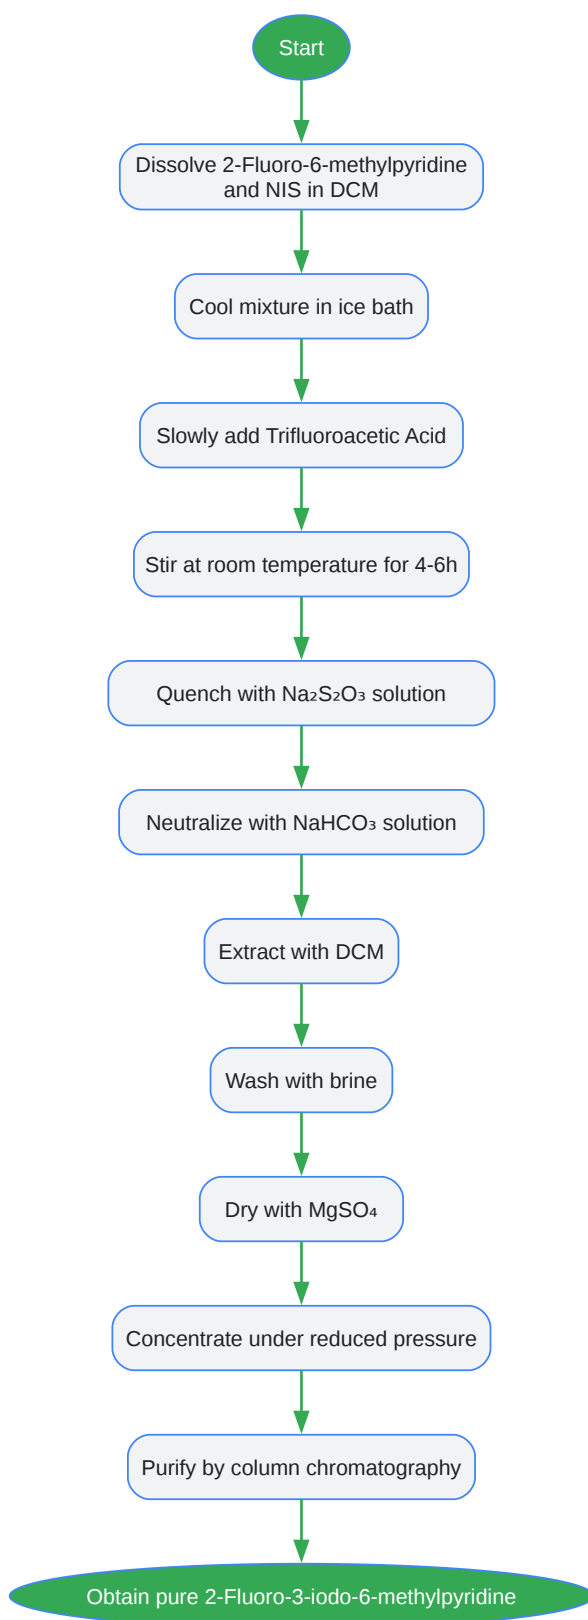 Start
Dissolve 2-Fluoro-6-methylpyridine
and NIS in DCM
Cool mixture in ice bath
Slowly add Trifluoroacetic Acid
Stir at room temperature for 4-6h
Quench with Na₂S₂O₃ solution
Neutralize with NaHCO₃ solution
Extract with DCM
Wash with brine
Dry with MgSO₄
Concentrate under reduced pressure
Purify by column chromatography
Obtain pure 2-Fluoro-3-iodo-6-methylpyridine